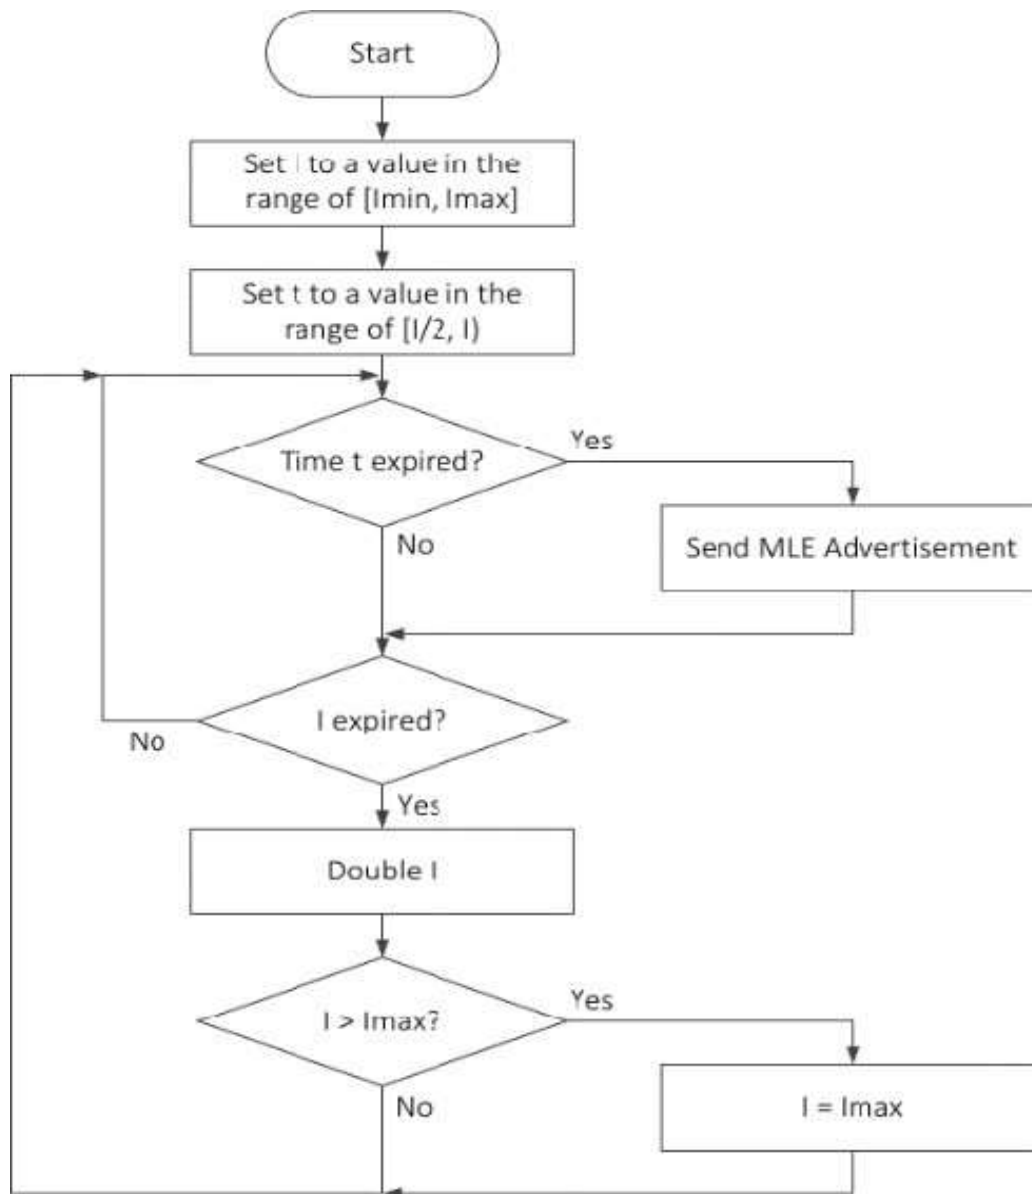 Start
Set I to a value in the
range of [Imin, Imax]
Set t to a value in the
range of [I/2, I)
Time t expired?
Yes
No
Send MLE Advertisement
I expired?
No
Yes
Double I
I > Imax?
Yes
No
I = Imax